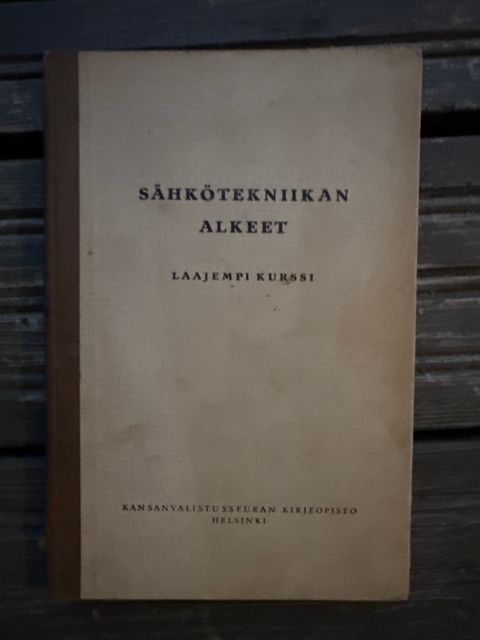 SÄHKÖTEKNIIKAN
ALKEET
LAAJEMPI KURSSI
KANSANVALISTUSSEURAN KIRJEOPISTO
HELSINKI